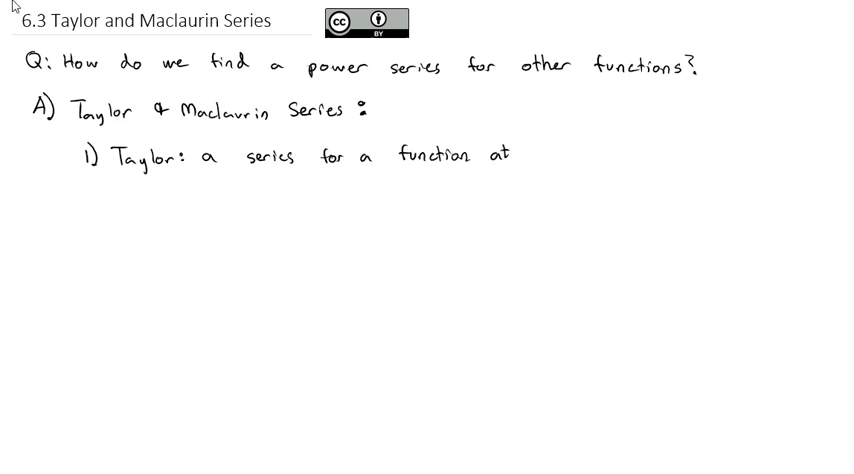 6.3 Taylor and Maclaurin Series
cc BY
Q: How do we find a power series for other functions?
A) Taylor & Maclaurin Series:
1) Taylor: a series for a function at